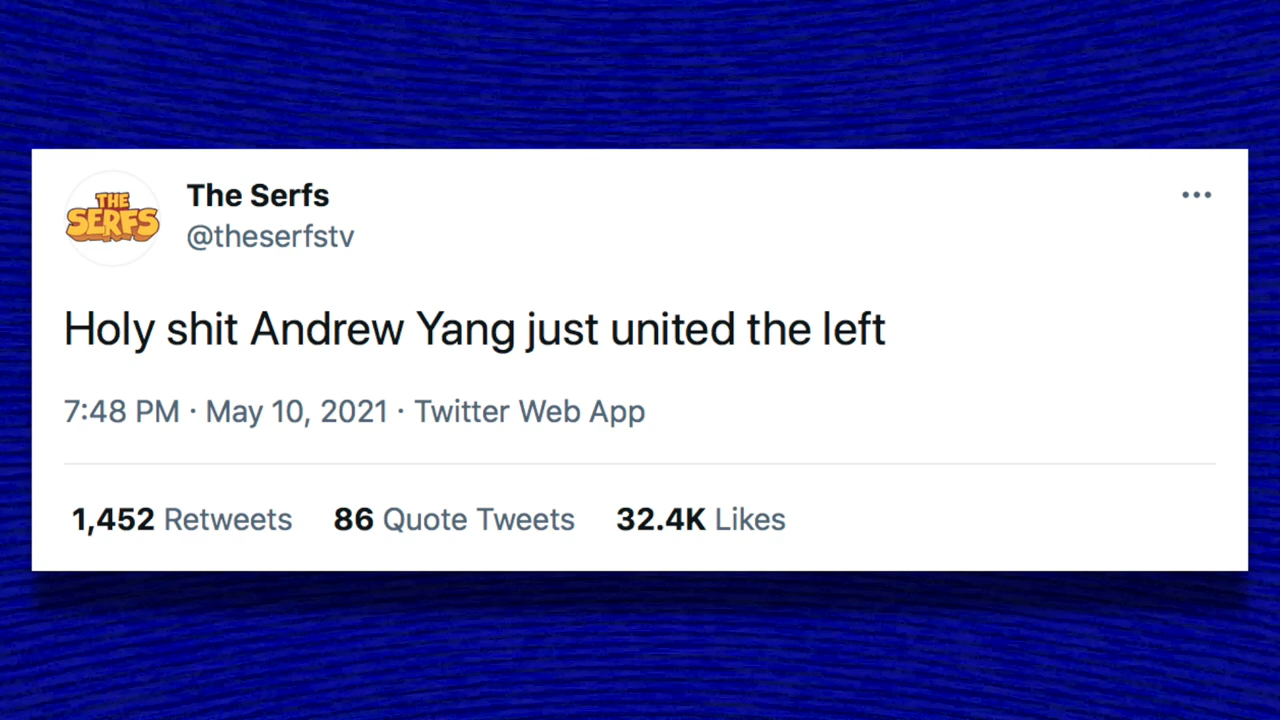 THE
SERFS
The Serfs
@theserfstv
Holy shit Andrew Yang just united the left
7:48 PM · May 10, 2021 · Twitter Web App
1,452 Retweets 86 Quote Tweets 32.4K Likes